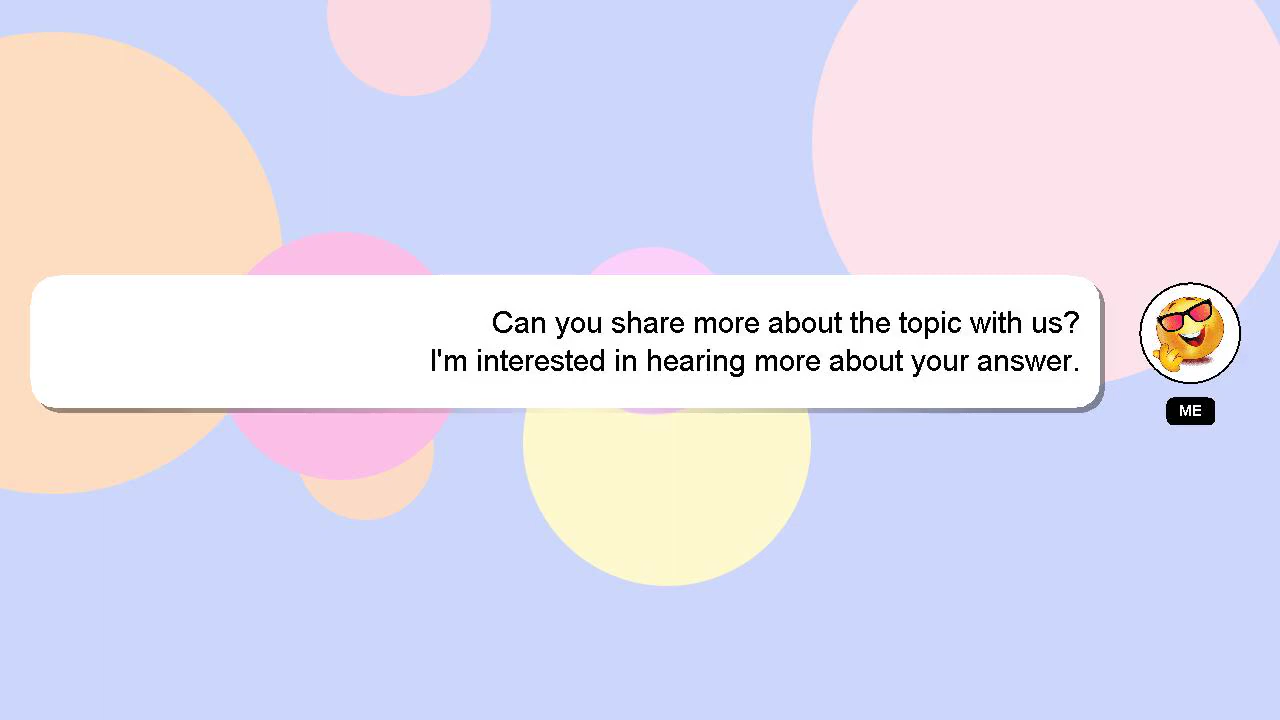 Can you share more about the topic with us?
I'm interested in hearing more about your answer.
ME